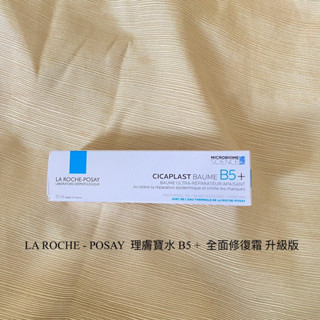 MICROBIOME
SCIENCE
LA ROCHE-POSAY
LABORATOIRE DERMATOLOGIQUE
CICAPLAST BAUME B5+
BAUME ULTRA-RÉPARATEUR APAISANT
LA ROCHE - POSAY 理膚寶水 B5 + 全面修復霜 升級版